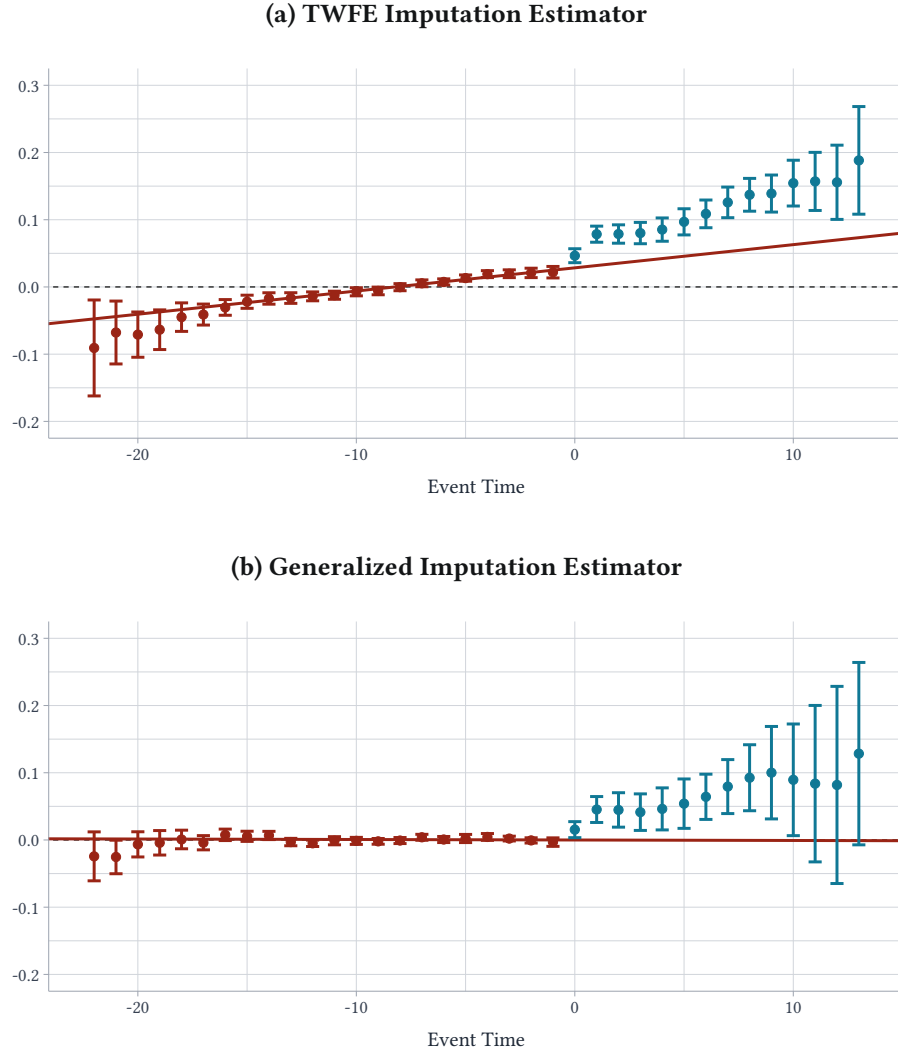 (a) TWFE Imputation Estimator
0.3
0.2
0.1
0.0
-0.1
-0.2
-20 -10 0 10
Event Time
(b) Generalized Imputation Estimator
0.3
0.2
0.1
0.0
-0.1
-0.2
-20 -10 0 10
Event Time